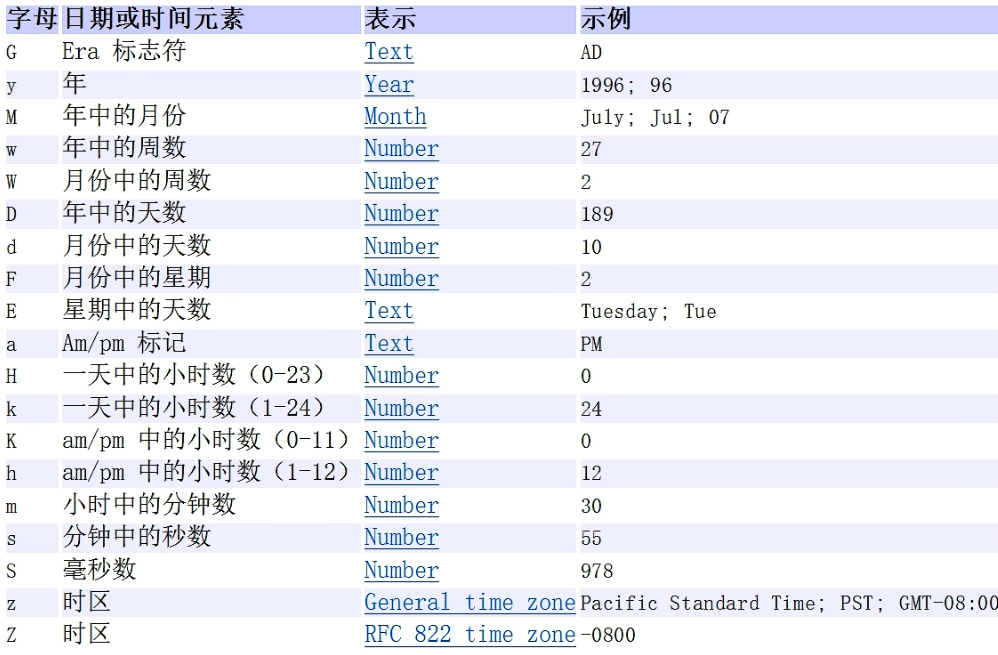 字母 日期或时间元素 表示 示例
G Era 标志符 Text AD
y 年 Year 1996; 96
M 年中的月份 Month July; Jul; 07
w 年中的周数 Number 27
W 月份中的周数 Number 2
D 年中的天数 Number 189
d 月份中的天数 Number 10
F 月份中的星期 Number 2
E 星期中的天数 Text Tuesday; Tue
a Am/pm 标记 Text PM
H 一天中的小时数（0-23） Number 0
k 一天中的小时数（1-24） Number 24
K am/pm 中的小时数（0-11） Number 0
h am/pm 中的小时数（1-12） Number 12
m 小时中的分钟数 Number 30
s 分钟中的秒数 Number 55
S 毫秒数 Number 978
z 时区 General time zone Pacific Standard Time; PST; GMT-08:00
Z 时区 RFC 822 time zone -0800